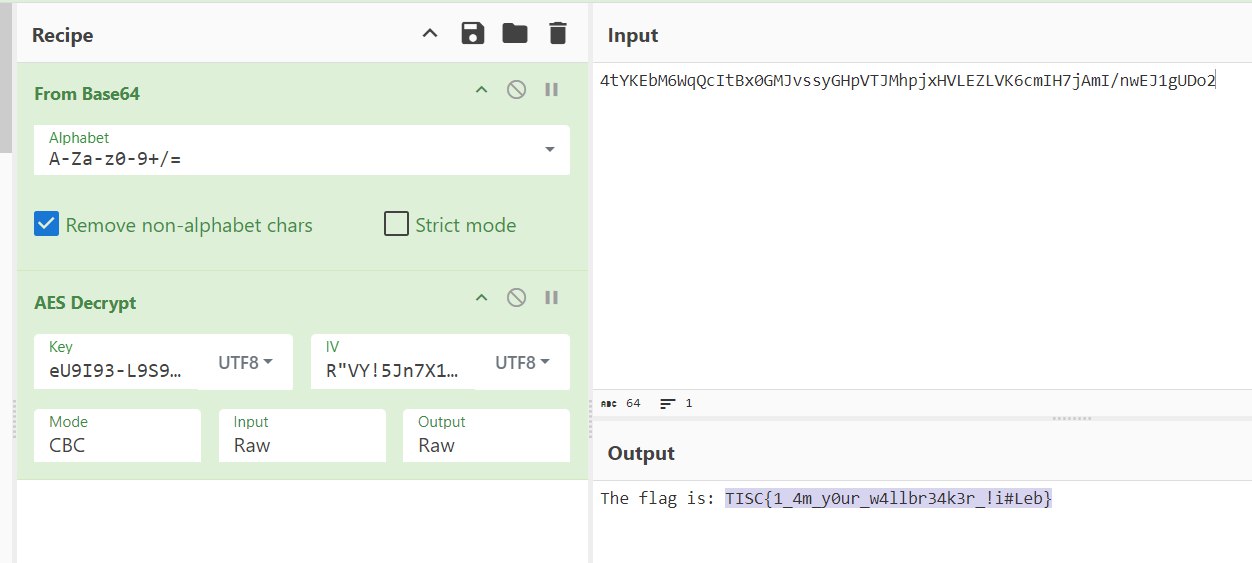 Recipe
From Base64
Alphabet
A-Za-z0-9+/=
Remove non-alphabet chars
Strict mode
AES Decrypt
Key
eU9I93-L9S9…
UTF8
IV
R"VY!5Jn7X1…
UTF8
Mode
CBC
Input
Raw
Output
Raw
Input
4tYKEbM6WqQcItBx0GMJvssyGHpVTJMhpjxHVLEZLVK6cmIH7jAmI/nwEJ1gUDo2
ABC 64 1
Output
The flag is: TISC{1_4m_y0ur_w4llbr34k3r_!i#Leb}